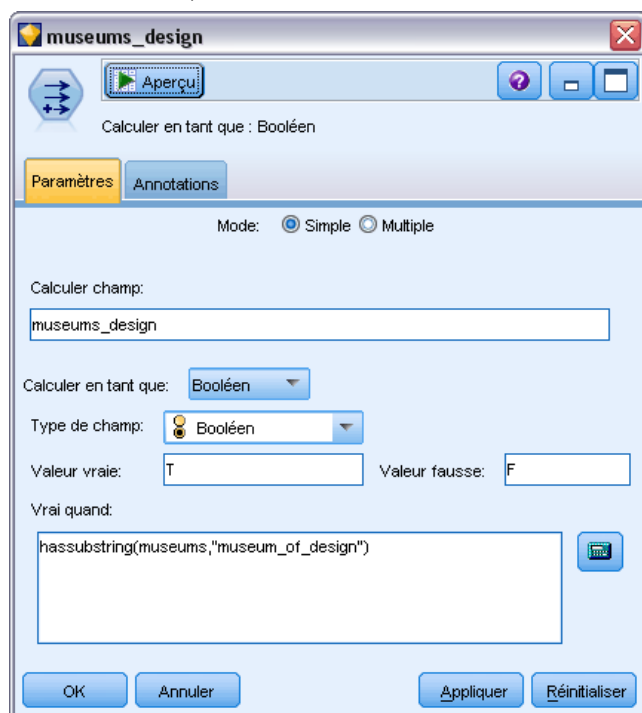 museums_design
Aperçu
Calculer en tant que : Booléen
Paramètres Annotations
Mode: Simple Multiple
Calculer champ:
museums_design
Calculer en tant que: Booléen
Type de champ: Booléen
Valeur vraie: T Valeur fausse: F
Vrai quand:
hassubstring(museums,"museum_of_design")
OK Annuler Appliquer Réinitialiser